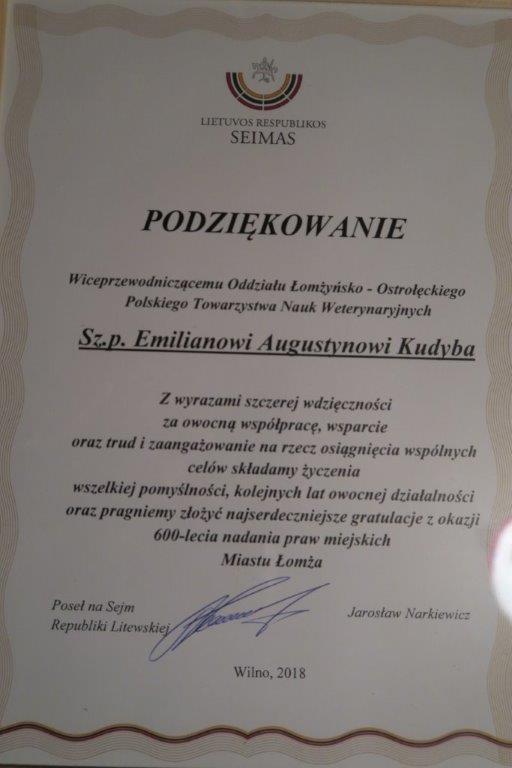 LIETUVOS RESPUBLIKOS
SEIMAS
PODZIĘKOWANIE
Wiceprzewodniczącemu Oddziału Łomżyńsko - Ostrołęckiego
Polskiego Towarzystwa Nauk Weterynaryjnych
Sz.p. Emilianowi Augustynowi Kudyba
Z wyrazami szczerej wdzięczności
za owocną współpracę, wsparcie
oraz trud i zaangażowanie na rzecz osiągnięcia wspólnych
celów składamy życzenia
wszelkiej pomyślności, kolejnych lat owocnej działalności
oraz pragniemy złożyć najserdeczniejsze gratulacje z okazji
600-lecia nadania praw miejskich
Miastu Łomża
Poseł na Sejm
Republiki Litewskiej
Jarosław Narkiewicz
Wilno, 2018